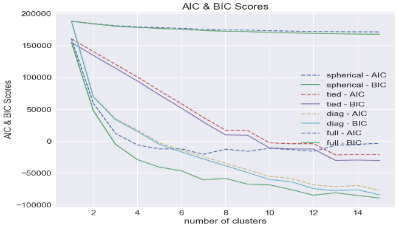 AIC & BIC Scores
200000
150000
100000
50000
0
−50000
−100000
AIC & BIC Scores
2 4 6 8 10 12 14
number of clusters
spherical - AIC
spherical - BIC
tied - AIC
tied - BIC
diag - AIC
diag - BIC
full - AIC
full - BIC